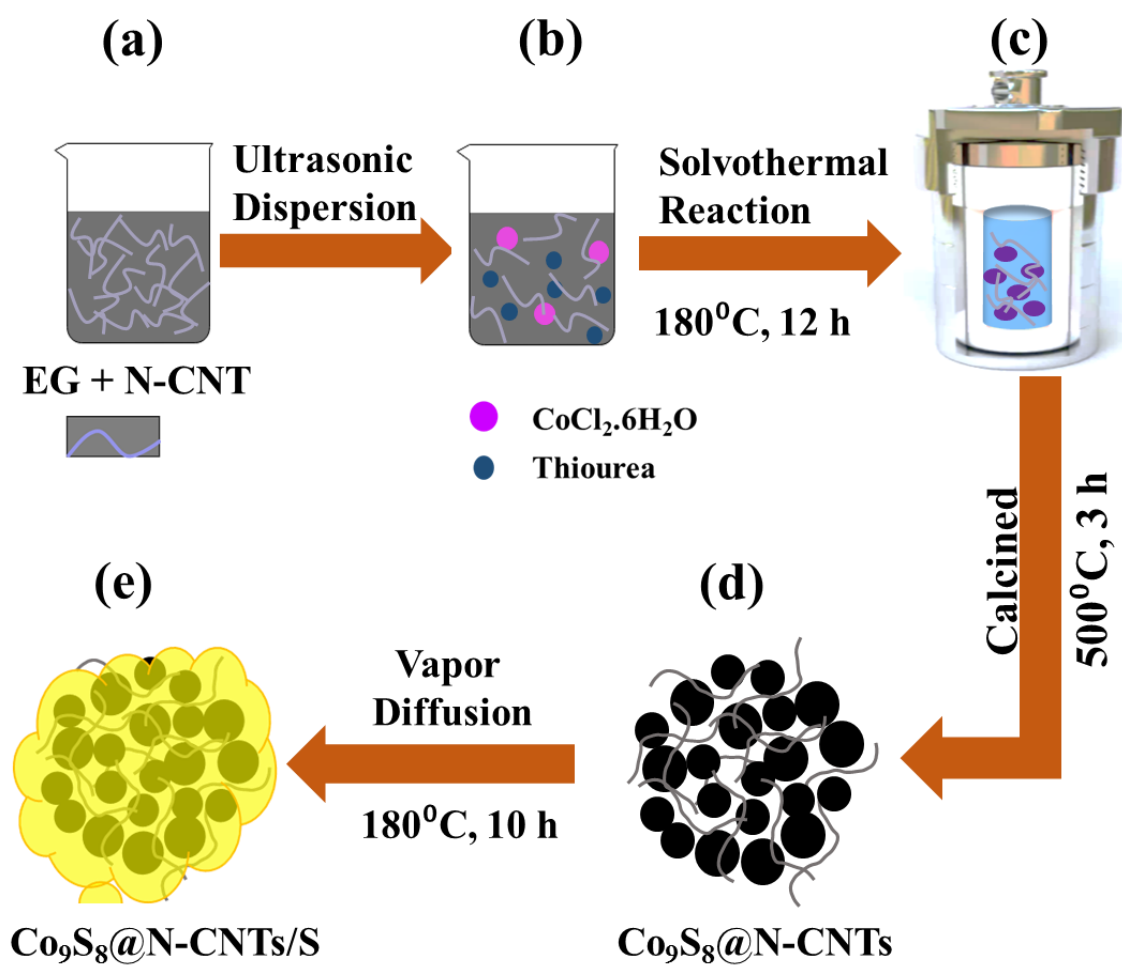 (a)
(b)
(c)
Ultrasonic
Dispersion
Solvothermal
Reaction
180⁰C, 12 h
EG + N-CNT
CoCl₂.6H₂O
Thiourea
Calcined
500⁰C, 3 h
(e)
(d)
Vapor
Diffusion
180⁰C, 10 h
Co₉S₈@N-CNTs/S
Co₉S₈@N-CNTs